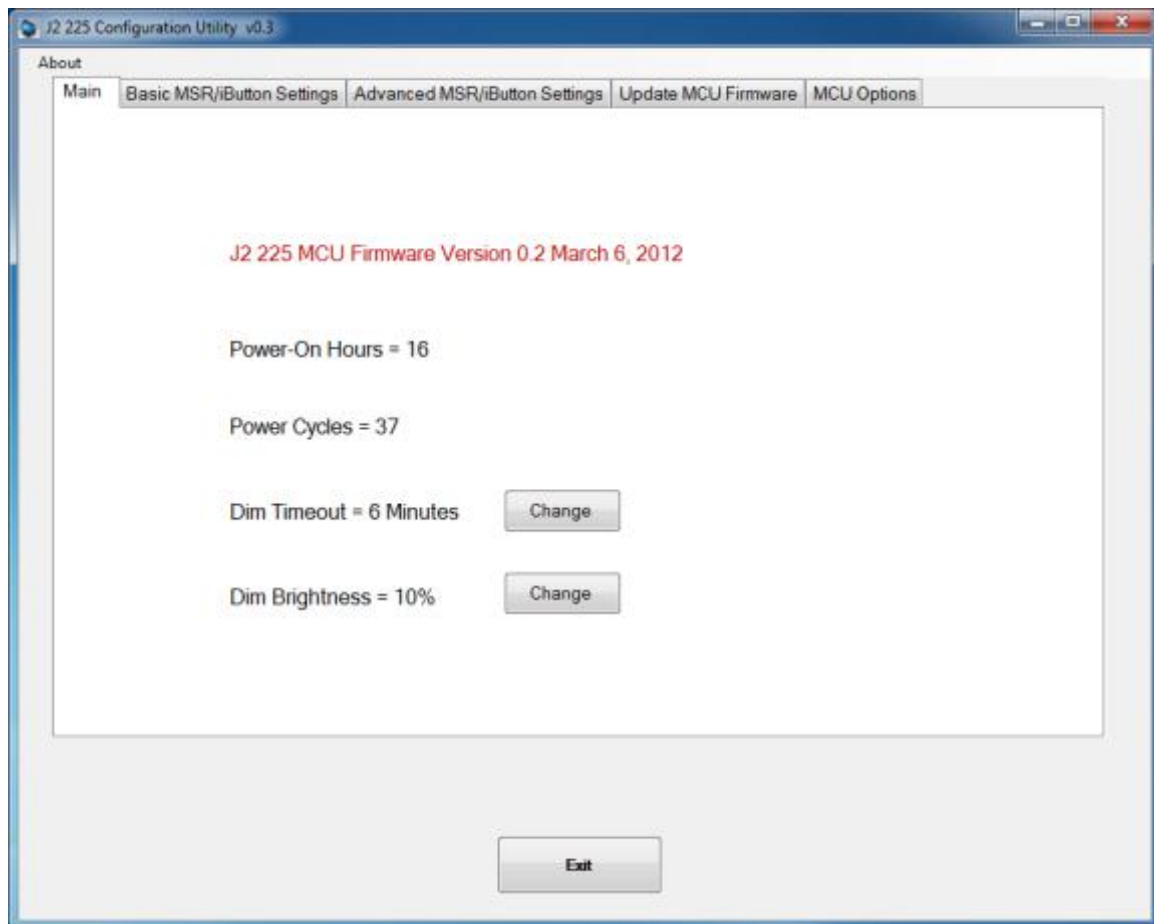 J2 225 Configuration Utility v0.3
About
Main Basic MSR/iButton Settings Advanced MSR/iButton Settings Update MCU Firmware MCU Options
J2 225 MCU Firmware Version 0.2 March 6, 2012
Power-On Hours = 16
Power Cycles = 37
Dim Timeout = 6 Minutes Change
Dim Brightness = 10% Change
Exit